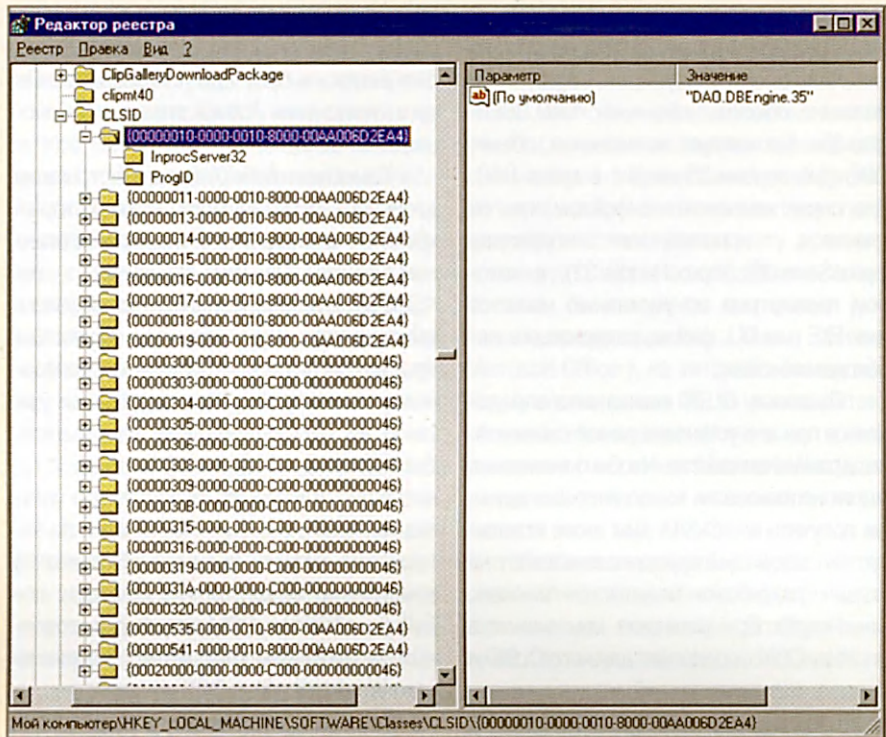 Редактор реестра
Реестр Правка Вид ?
ClipGalleryDownloadPackage
clipmt40
CLSID
{00000010-0000-0010-8000-00AA006D2EA4}
InprocServer32
ProgID
{00000011-0000-0010-8000-00AA006D2EA4}
{00000013-0000-0010-8000-00AA006D2EA4}
{00000014-0000-0010-8000-00AA006D2EA4}
{00000015-0000-0010-8000-00AA006D2EA4}
{00000016-0000-0010-8000-00AA006D2EA4}
{00000017-0000-0010-8000-00AA006D2EA4}
{00000018-0000-0010-8000-00AA006D2EA4}
{00000019-0000-0010-8000-00AA006D2EA4}
{00000300-0000-0000-C000-000000000046}
{00000303-0000-0000-C000-000000000046}
{00000304-0000-0000-C000-000000000046}
{00000305-0000-0000-C000-000000000046}
{00000306-0000-0000-C000-000000000046}
{00000308-0000-0000-C000-000000000046}
{00000309-0000-0000-C000-000000000046}
{0000030B-0000-0000-C000-000000000046}
{00000315-0000-0000-C000-000000000046}
{00000316-0000-0000-C000-000000000046}
{00000319-0000-0000-C000-000000000046}
{0000031A-0000-0000-C000-000000000046}
{00000320-0000-0000-C000-000000000046}
{00000535-0000-0010-8000-00AA006D2EA4}
{00000541-0000-0010-8000-00AA006D2EA4}
{00020000-0000-0000-C000-000000000046}
Параметр Значение
ab (По умолчанию) "DAO.DBEngine.35"
Мой компьютер\HKEY_LOCAL_MACHINE\SOFTWARE\Classes\CLSID\{00000010-0000-0010-8000-00AA006D2EA4}